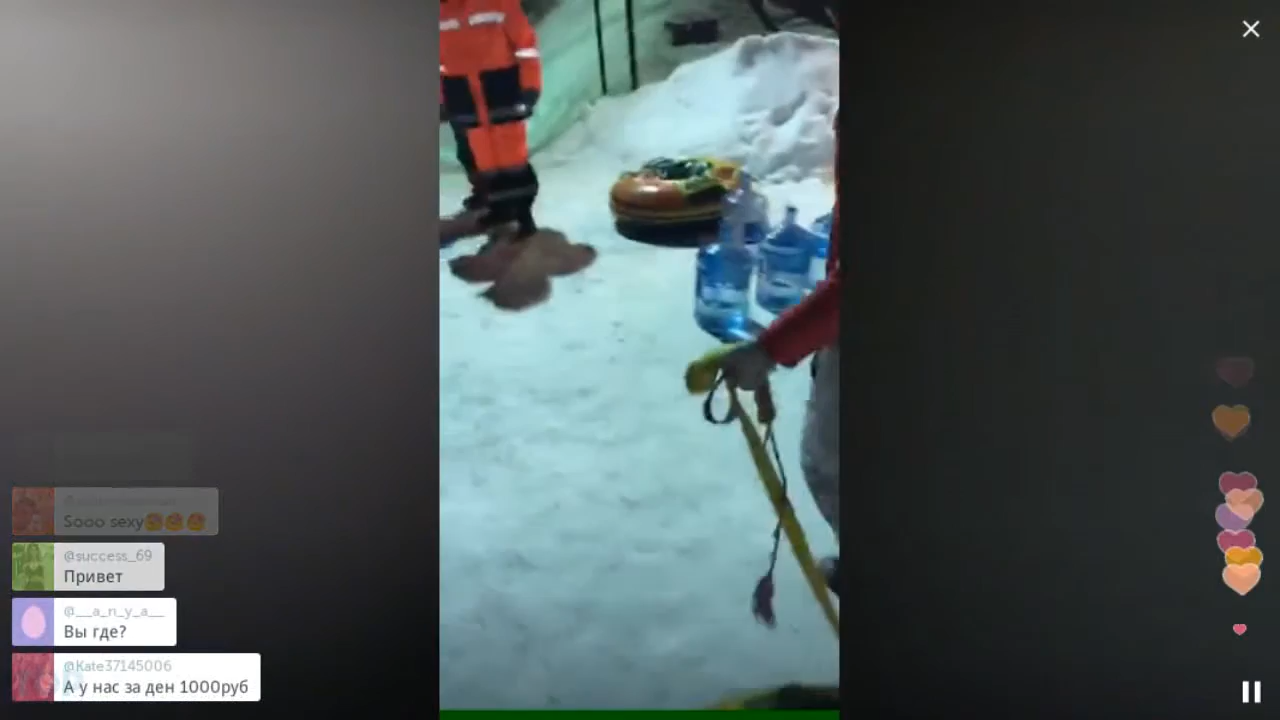 Sooo sexy
@success_69
Привет
@__a_n_y_a__
Вы где?
@Kate37145006
А у нас за ден 1000руб